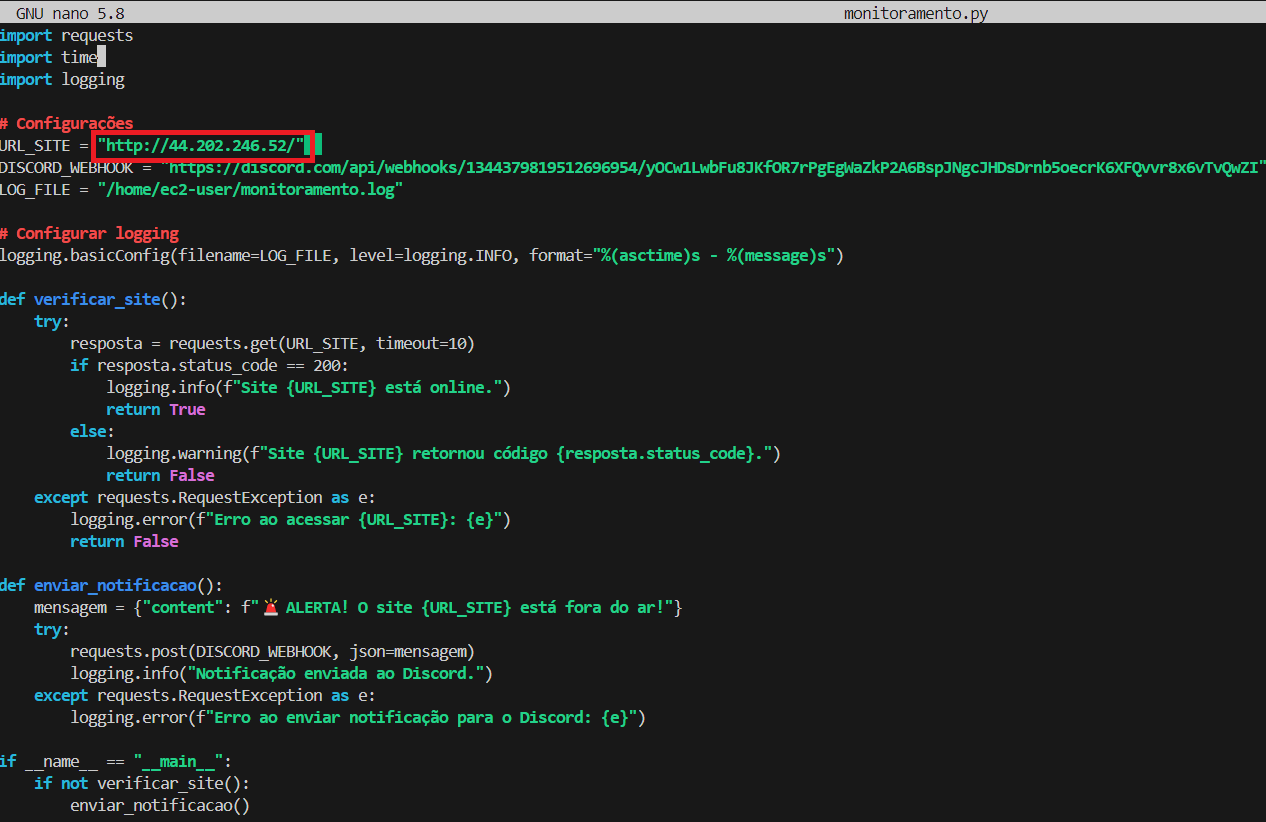 GNU nano 5.8 monitoramento.py
import requests
import time
import logging
# Configurações
URL_SITE = "http://44.202.246.52/"
DISCORD_WEBHOOK = "https://discord.com/api/webhooks/1344379819512696954/yOCw1LwbFu8JKfOR7rPgEgWaZkP2A6BspJNgcJHDsDrnb5oecrK6XFQvvr8x6vTvQwZI"
LOG_FILE = "/home/ec2-user/monitoramento.log"
# Configurar logging
logging.basicConfig(filename=LOG_FILE, level=logging.INFO, format="%(asctime)s - %(message)s")
def verificar_site():
    try:
        resposta = requests.get(URL_SITE, timeout=10)
        if resposta.status_code == 200:
            logging.info(f"Site {URL_SITE} está online.")
            return True
        else:
            logging.warning(f"Site {URL_SITE} retornou código {resposta.status_code}.")
            return False
    except requests.RequestException as e:
        logging.error(f"Erro ao acessar {URL_SITE}: {e}")
        return False
def enviar_notificacao():
    mensagem = {"content": f"🚨 ALERTA! O site {URL_SITE} está fora do ar!"}
    try:
        requests.post(DISCORD_WEBHOOK, json=mensagem)
        logging.info("Notificação enviada ao Discord.")
    except requests.RequestException as e:
        logging.error(f"Erro ao enviar notificação para o Discord: {e}")
if __name__ == "__main__":
    if not verificar_site():
        enviar_notificacao()